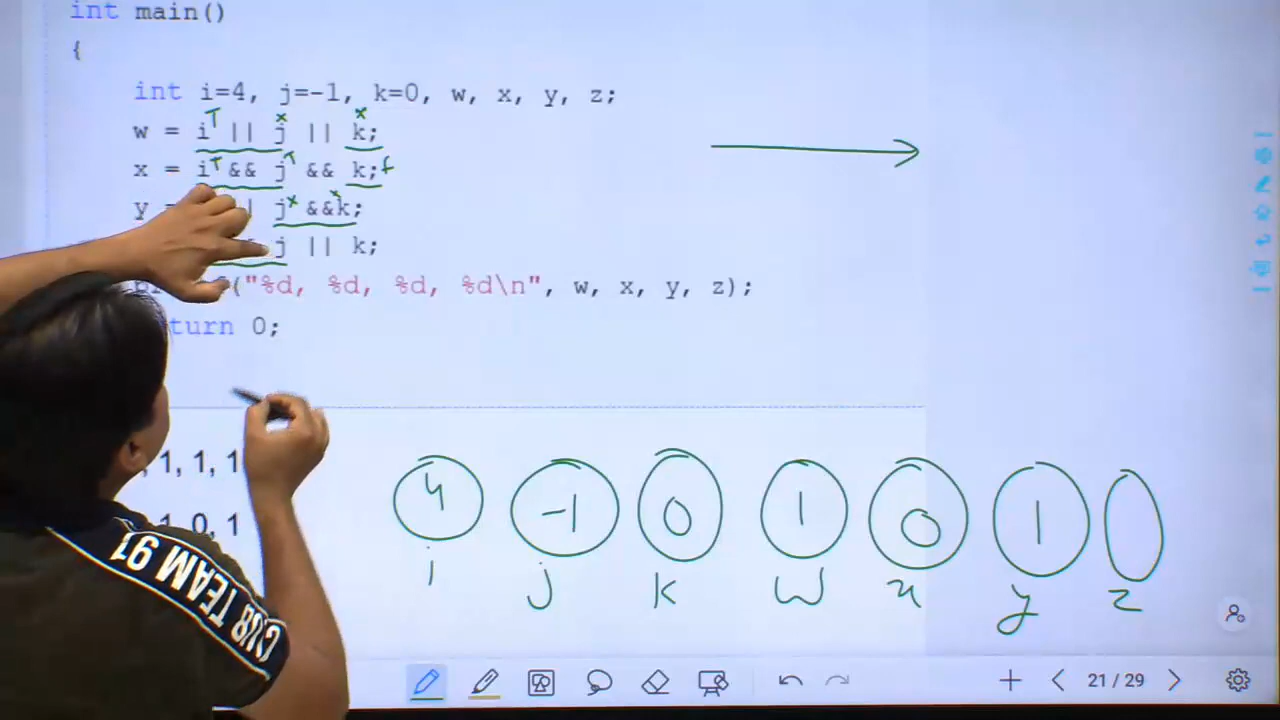 int main()
{
int i=4, j=-1, k=0, w, x, y, z;
T x x
w = i || j || k;
T T f
x = i && j && k;
x x
y = || j &&k;
j || k;
("%d, %d, %d, %d\n", w, x, y, z);
turn 0;
, 1, 1, 1
1, 0, 1
4 -1 0 1 0 1
i j k w x y z
CUB TEAM 91
21 / 29